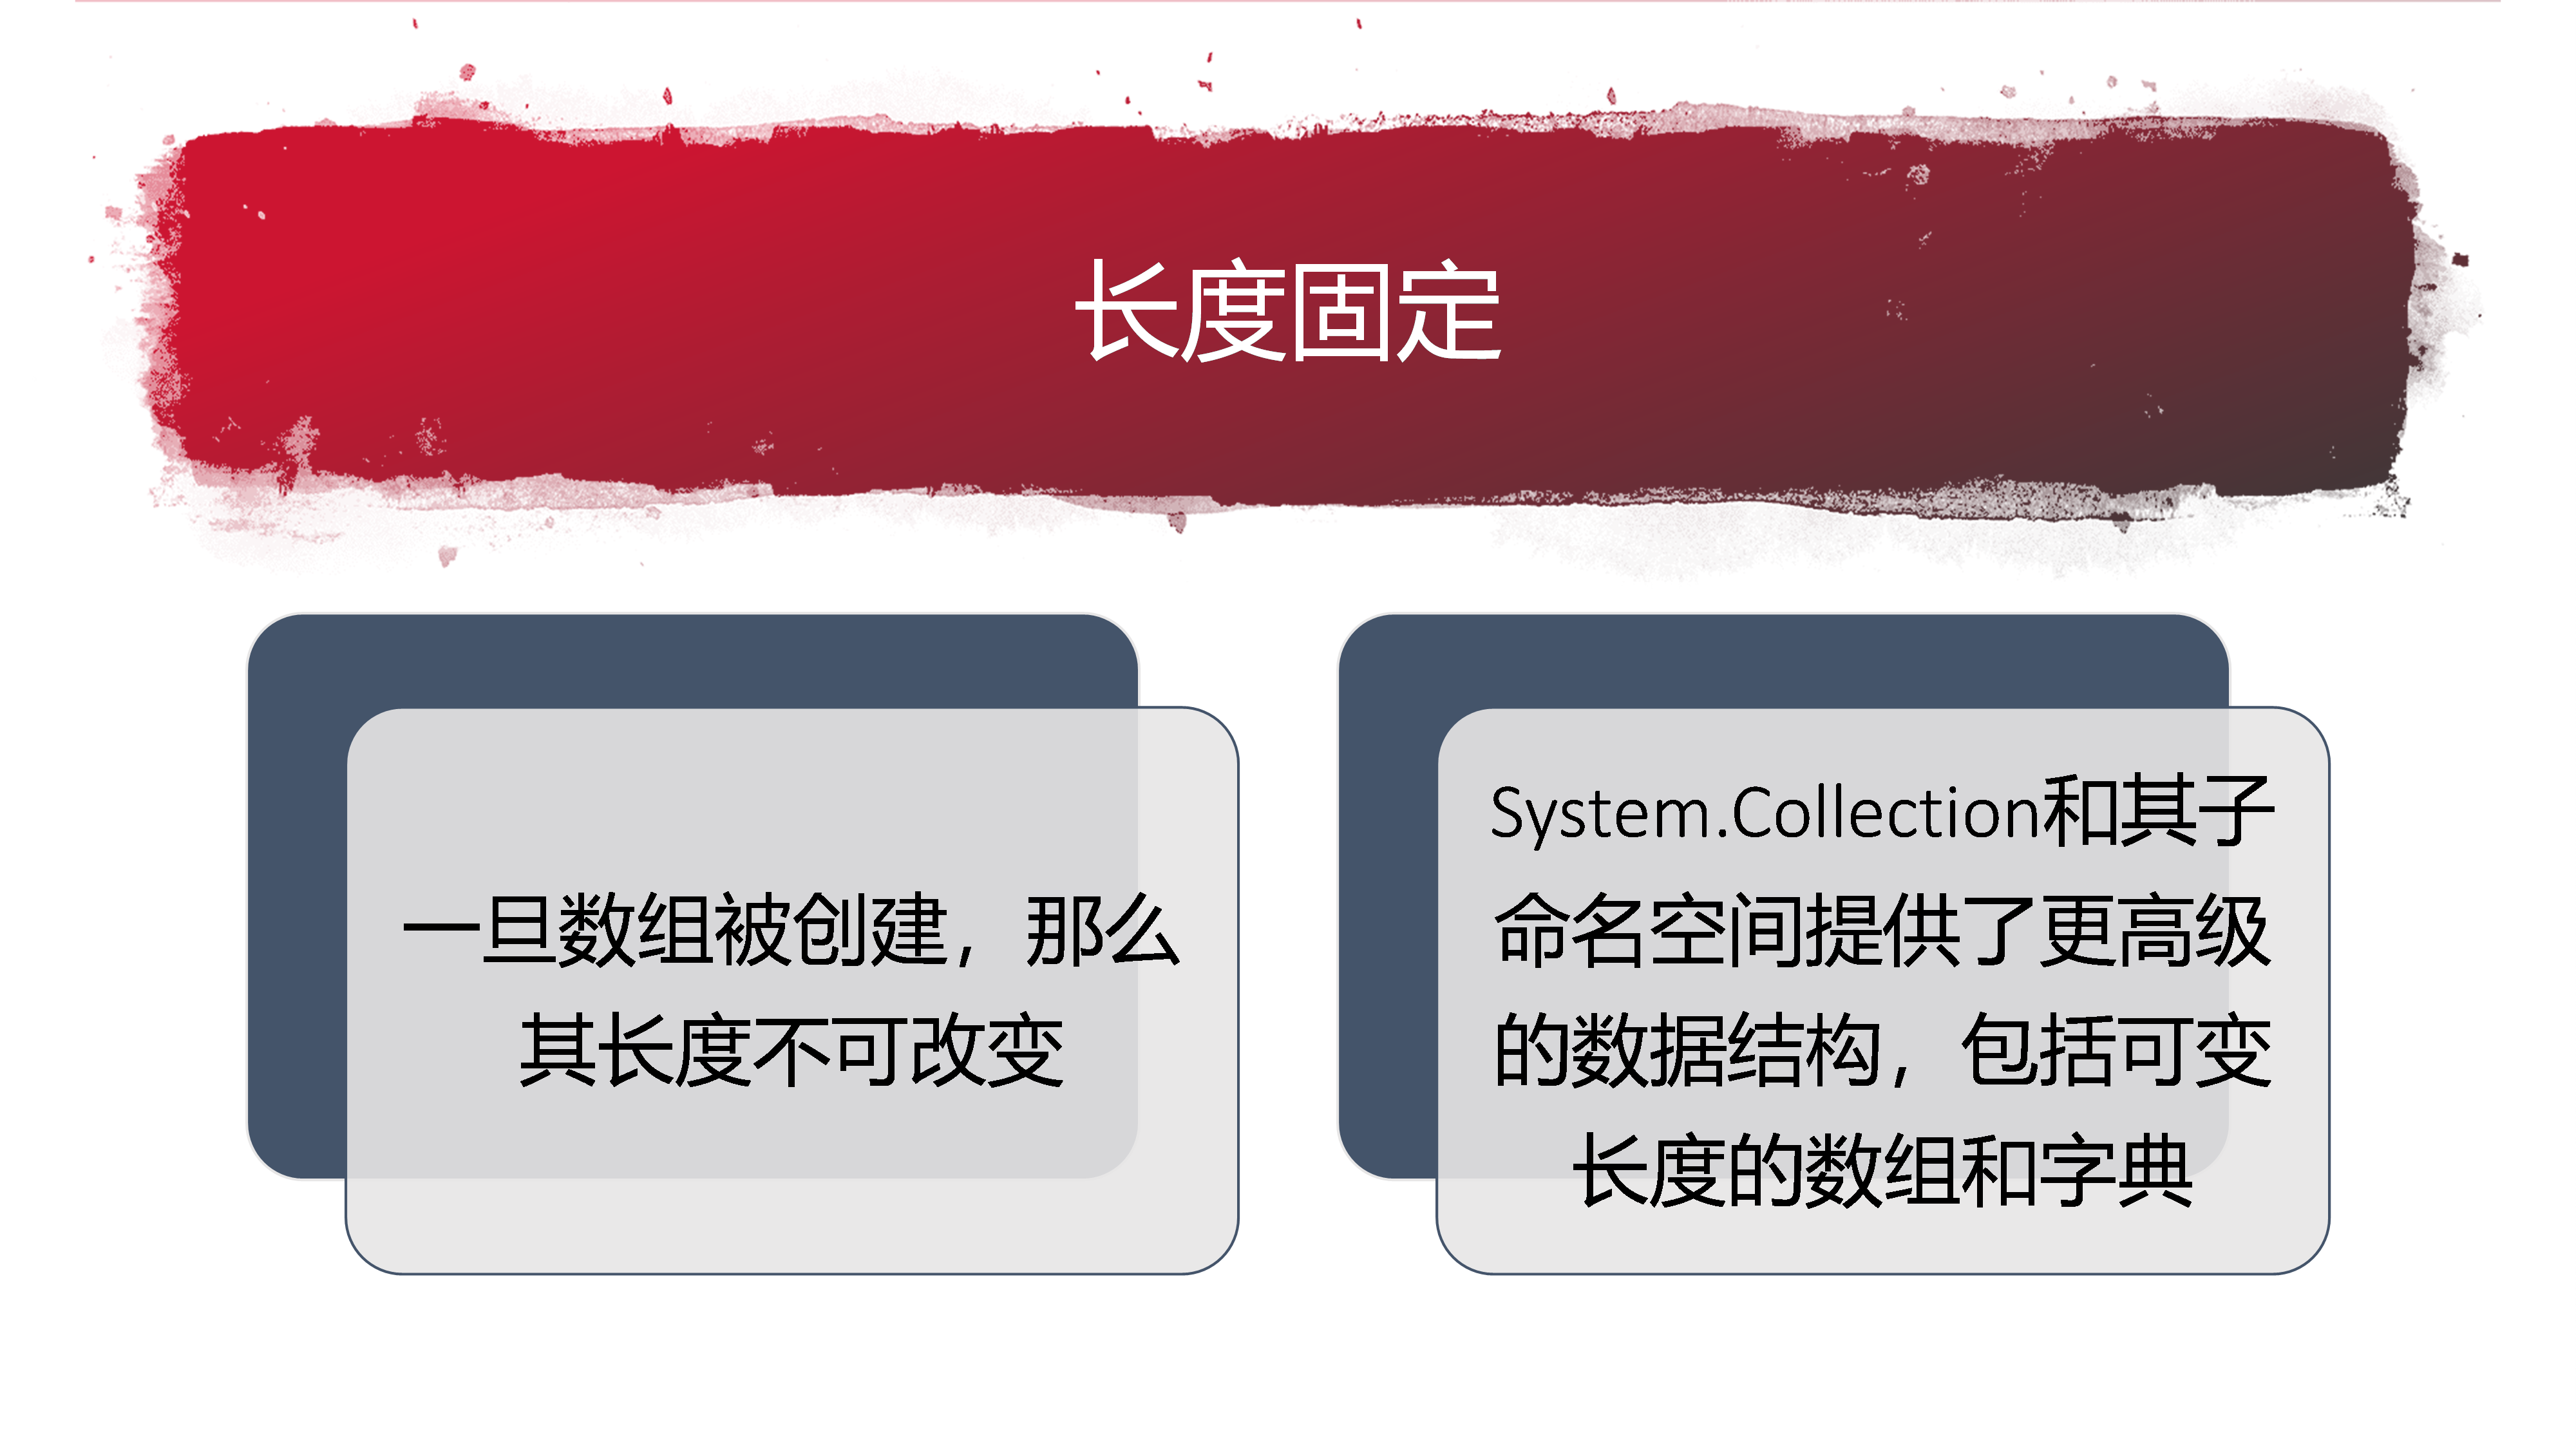 长度固定
一旦数组被创建，那么
其长度不可改变
System.Collection和其子
命名空间提供了更高级
的数据结构，包括可变
长度的数组和字典